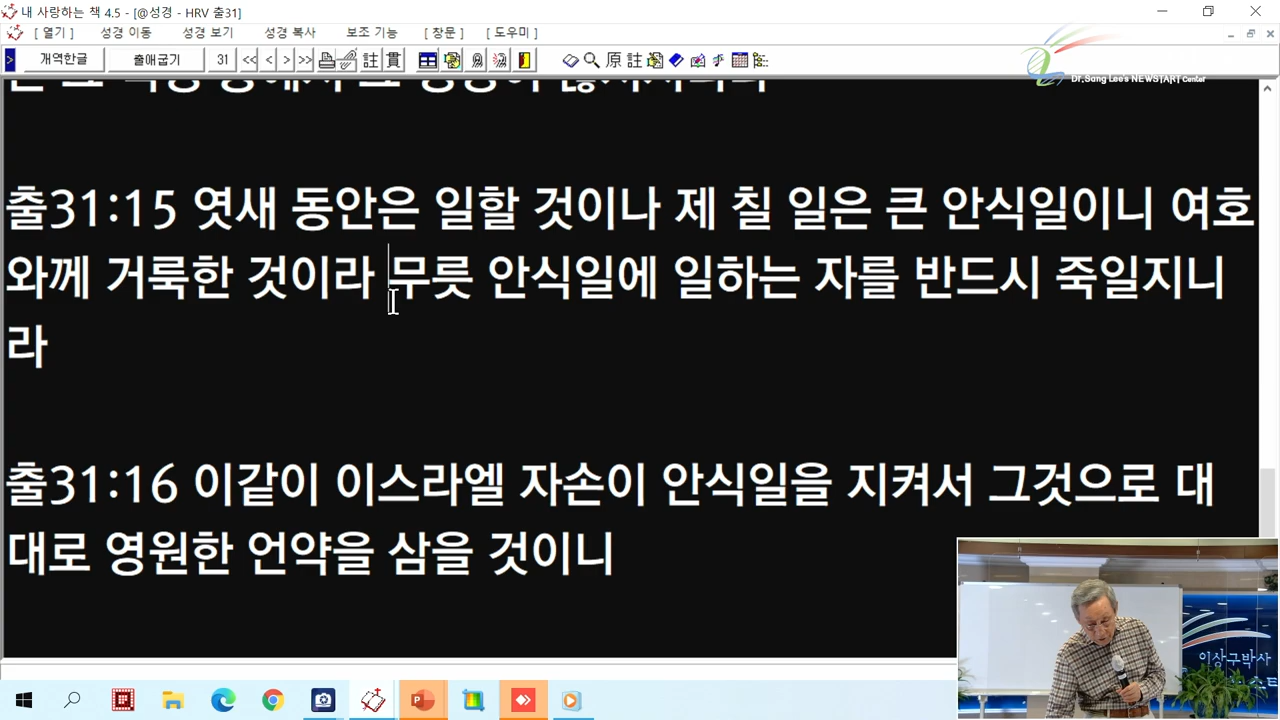 내 사랑하는 책 4.5 - [@성경 - HRV 출31]
[ 열기 ] 성경 이동 성경 보기 성경 복사 보조 기능 [ 창문 ] [ 도우미 ]
> 개역한글 출애굽기 31 << < > >> 註 貫 原 註
Dr.Sang Lee's NEWSTART Center
출31:15 엿새 동안은 일할 것이나 제 칠 일은 큰 안식일이니 여호
와께 거룩한 것이라 무릇 안식일에 일하는 자를 반드시 죽일지니
라
출31:16 이같이 이스라엘 자손이 안식일을 지켜서 그것으로 대
대로 영원한 언약을 삼을 것이니
이상구박사